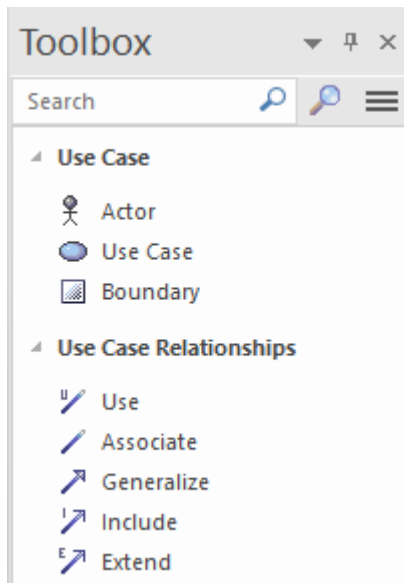 Toolbox
Search
Use Case
Actor
Use Case
Boundary
Use Case Relationships
U Use
Associate
Generalize
I Include
E Extend